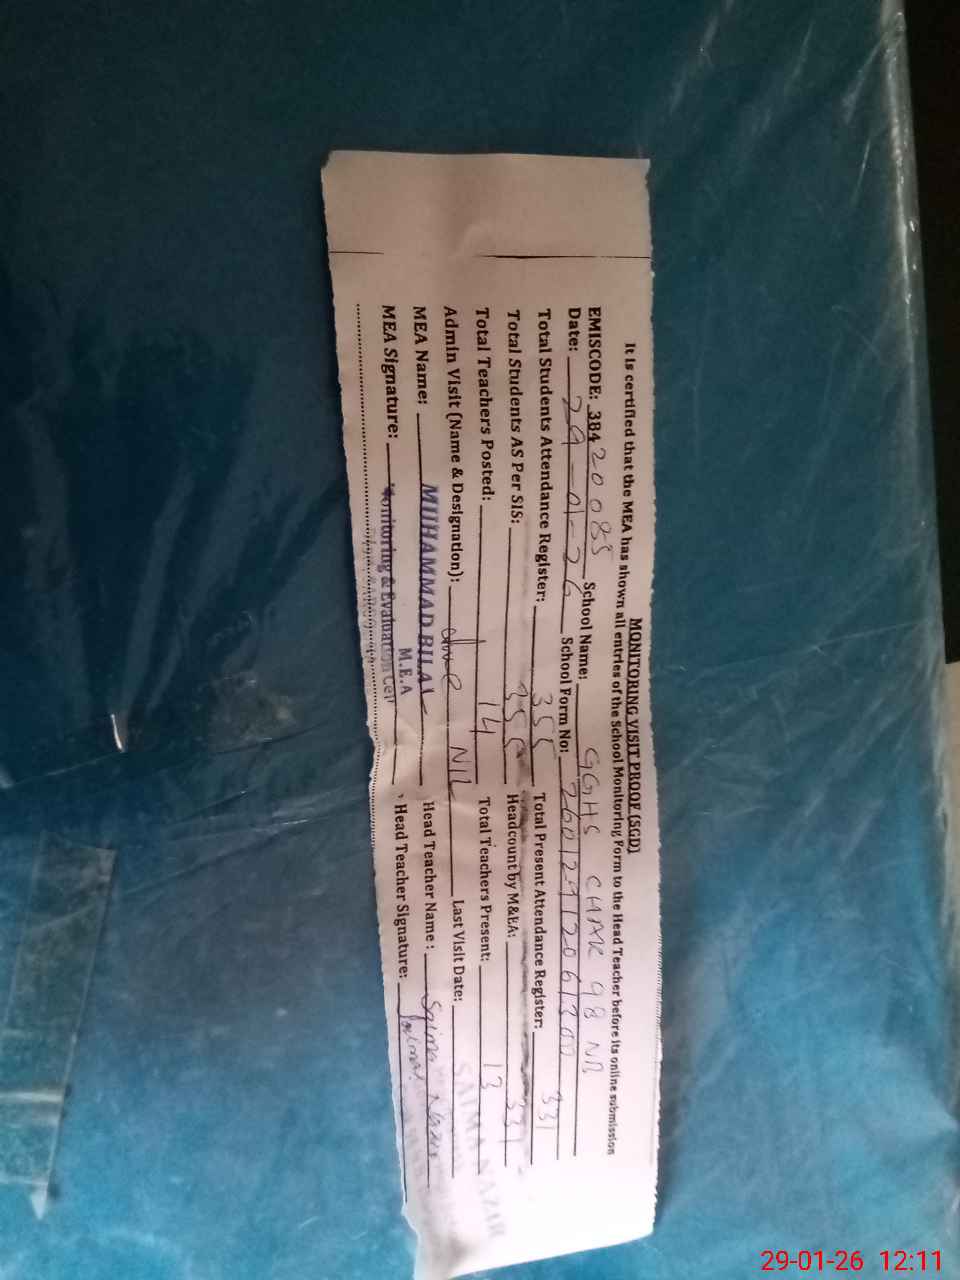 MONITORING VISIT PROOF (SGD)
It is certified that the MEA has shown all entries of the School Monitoring Form to the Head Teacher before its online submission
EMISCODE: 38420085 School Name: GGHS CHAK 98 NB
Date: 29-01-26 School Form No:
Total Students Attendance Register: 355 Total Present Attendance Register: 331
Total Students AS Per SIS: Headcount by M&EA: 331
Total Teachers Posted: 14 Total Teachers Present: 13
Admin Visit (Name & Designation): NIL Last Visit Date:
MEA Name: MUHAMMAD BILAL Head Teacher Name: Saima Nazir
M.E.A
MEA Signature: Monitoring & Evaluation Cell Head Teacher Signature: Saima
SAIMA NAZIR
29-01-26 12:11